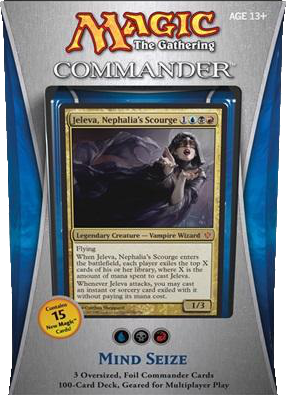 AGE 13+
MAGIC
The Gathering
COMMANDER™
Jeleva, Nephalia's Scourge 1
Legendary Creature — Vampire Wizard
Flying
When Jeleva, Nephalia's Scourge enters
the battlefield, each player exiles the top X
cards of his or her library, where X is the
amount of mana spent to cast Jeleva.
Whenever Jeleva attacks, you may cast
an instant or sorcery card exiled with it
without paying its mana cost.
1/3
Contains
15
New Magic™
Cards!
MIND SEIZE
3 Oversized, Foil Commander Cards
100-Card Deck, Geared for Multiplayer Play